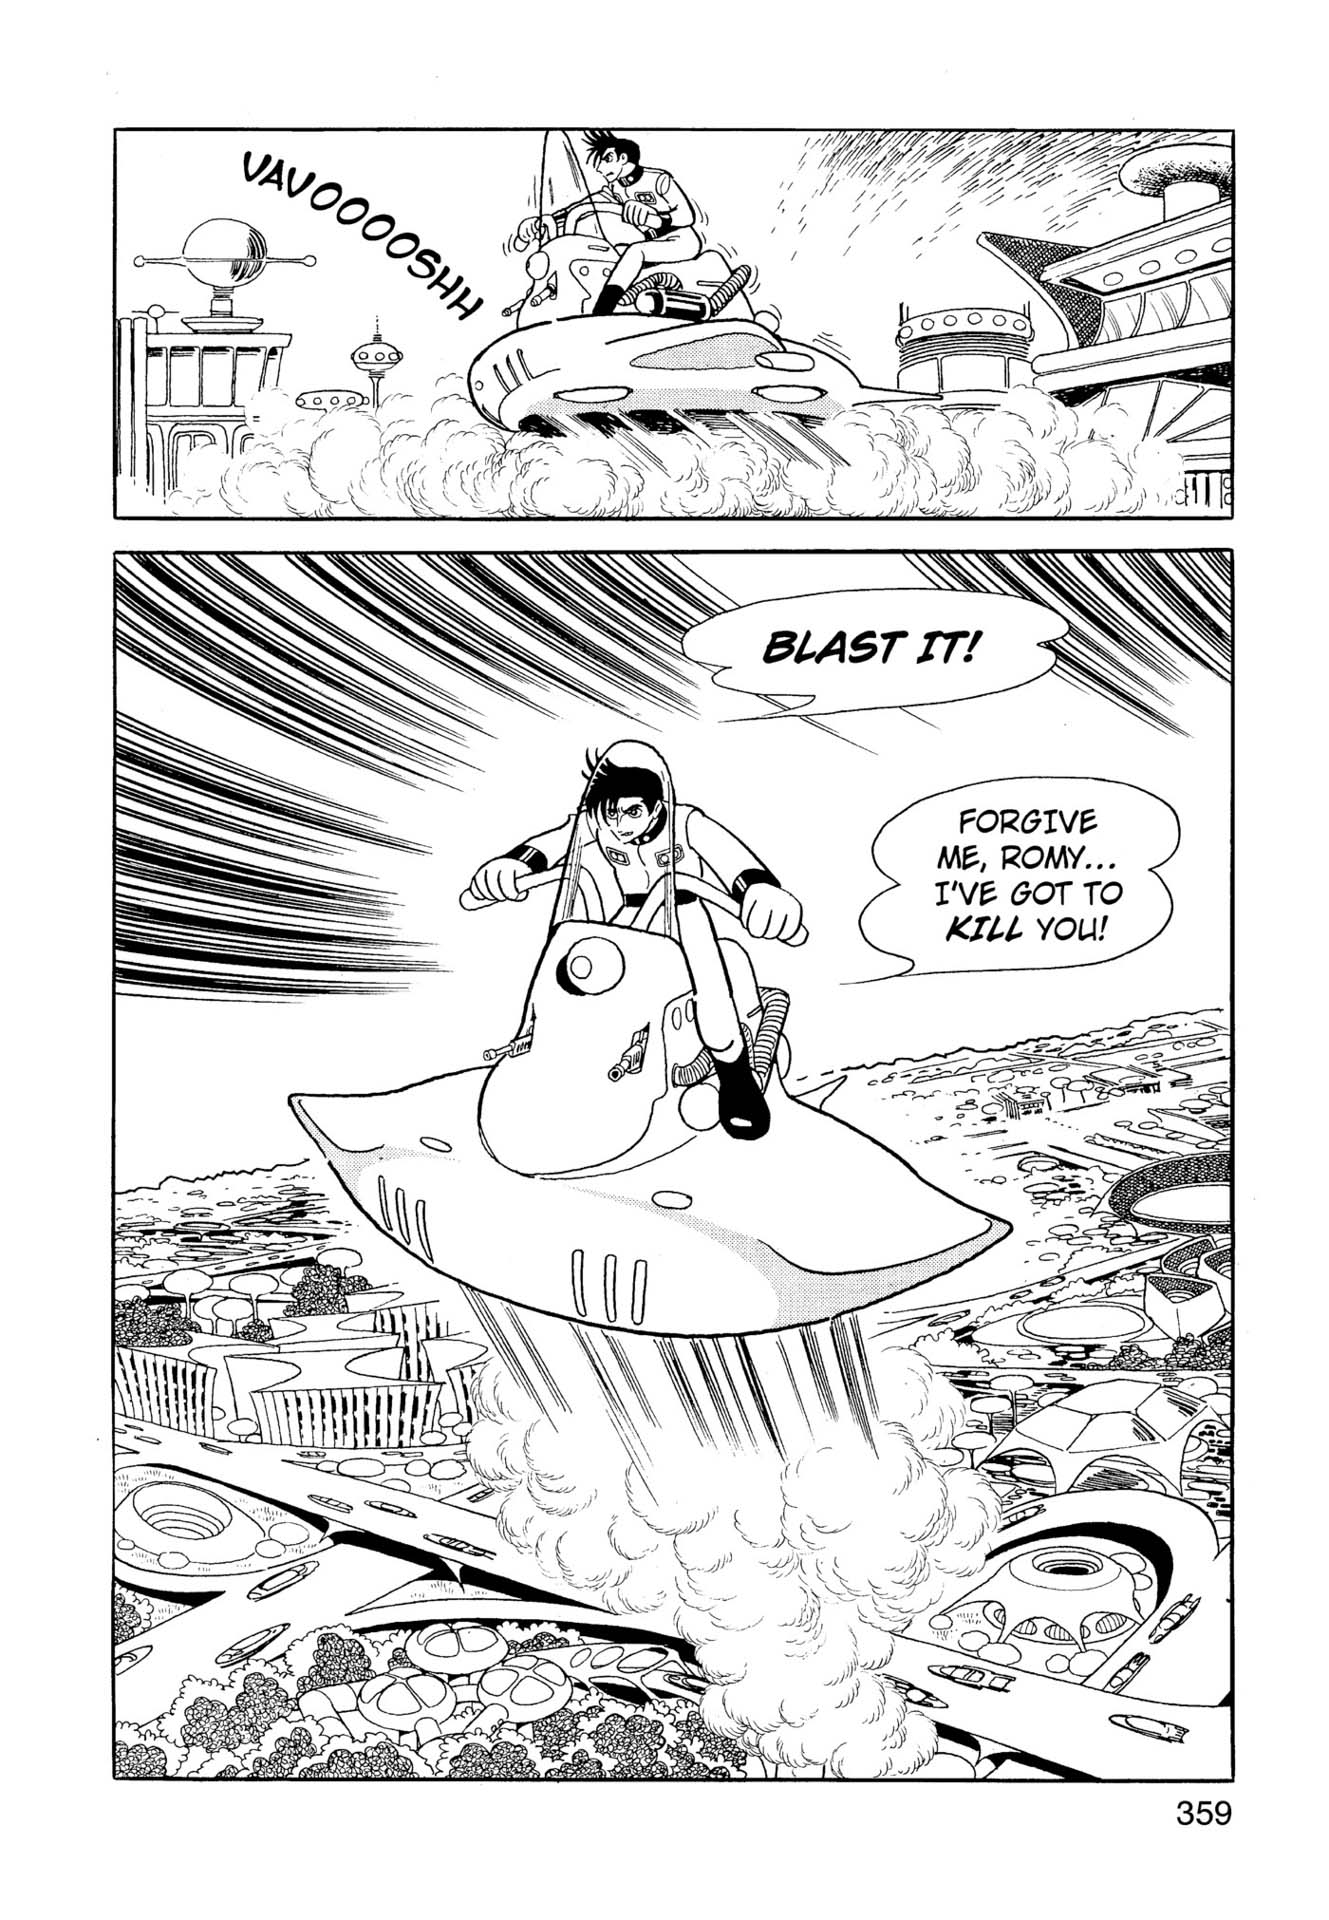 VAVOOOOSHH
BLAST IT!
FORGIVE
ME, ROMY...
I'VE GOT TO
KILL YOU!
359